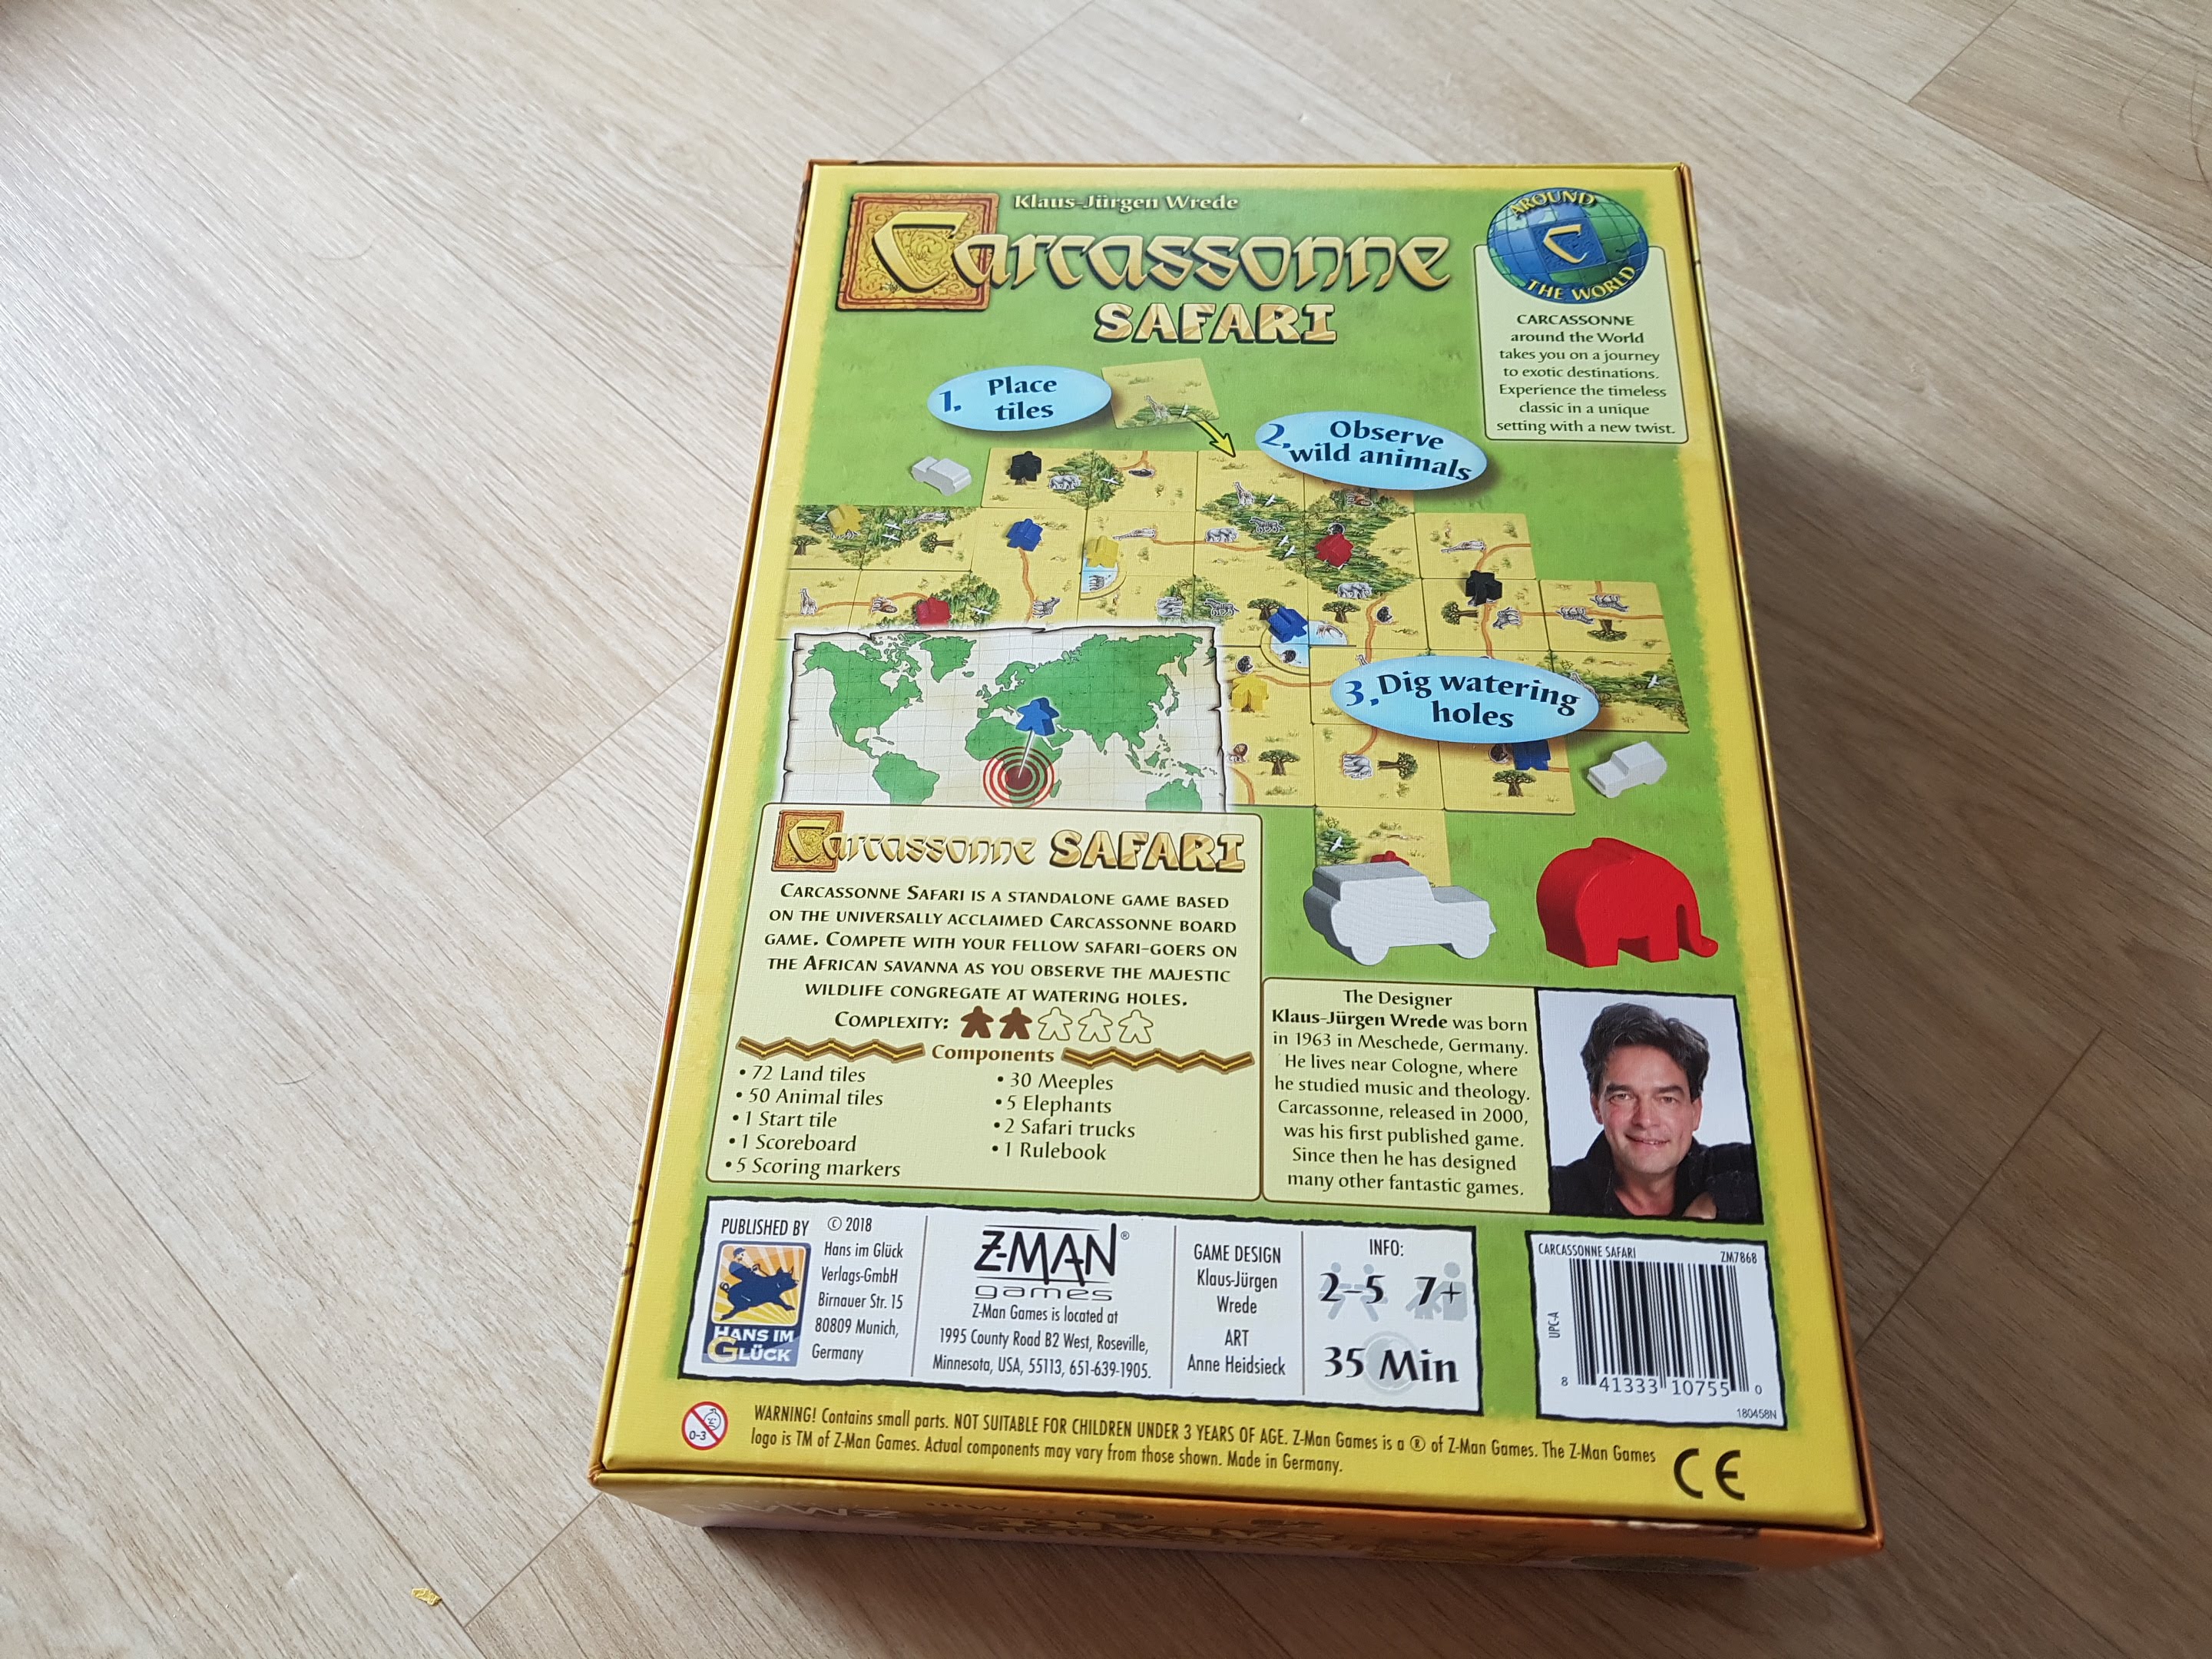 Klaus-Jürgen Wrede
Carcassonne
SAFARI
AROUND
THE WORLD
CARCASSONNE
around the World
takes you on a journey
to exotic destinations.
Experience the timeless
classic in a unique
setting with a new twist.
1. Place
tiles
2. Observe
wild animals
3. Dig watering
holes
Carcassonne SAFARI
Carcassonne Safari is a standalone game based
on the universally acclaimed Carcassonne board
game. Compete with your fellow safari-goers on
the African savanna as you observe the majestic
wildlife congregate at watering holes.
Complexity:
Components
• 72 Land tiles
• 50 Animal tiles
• 1 Start tile
• 1 Scoreboard
• 5 Scoring markers
• 30 Meeples
• 5 Elephants
• 2 Safari trucks
• 1 Rulebook
The Designer
Klaus-Jürgen Wrede was born
in 1963 in Meschede, Germany.
He lives near Cologne, where
he studied music and theology.
Carcassonne, released in 2000,
was his first published game.
Since then he has designed
many other fantastic games.
PUBLISHED BY
HANS IM
GLÜCK
© 2018
Hans im Glück
Verlags-GmbH
Birnauer Str. 15
80809 Munich,
Germany
Z-MAN®
games
Z-Man Games is located at
1995 County Road B2 West, Roseville,
Minnesota, USA, 55113, 651-639-1905.
GAME DESIGN
Klaus-Jürgen
Wrede
ART
Anne Heidsieck
INFO:
2-5 7+
35 Min
CARCASSONNE SAFARI ZM7868
UPC-A
8 41333 10755 0
180458N
0-3
WARNING! Contains small parts. NOT SUITABLE FOR CHILDREN UNDER 3 YEARS OF AGE. Z-Man Games is a ® of Z-Man Games. The Z-Man Games
logo is TM of Z-Man Games. Actual components may vary from those shown. Made in Germany.
CE